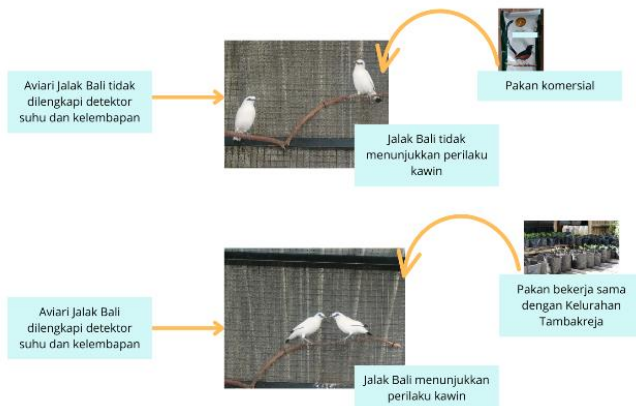 Aviari Jalak Bali tidak
dilengkapi detektor
suhu dan kelembapan
Pakan komersial
Jalak Bali tidak
menunjukkan perilaku
kawin
Aviari Jalak Bali
dilengkapi detektor
suhu dan kelembapan
Pakan bekerja sama
dengan Kelurahan
Tambakreja
Jalak Bali menunjukkan
perilaku kawin